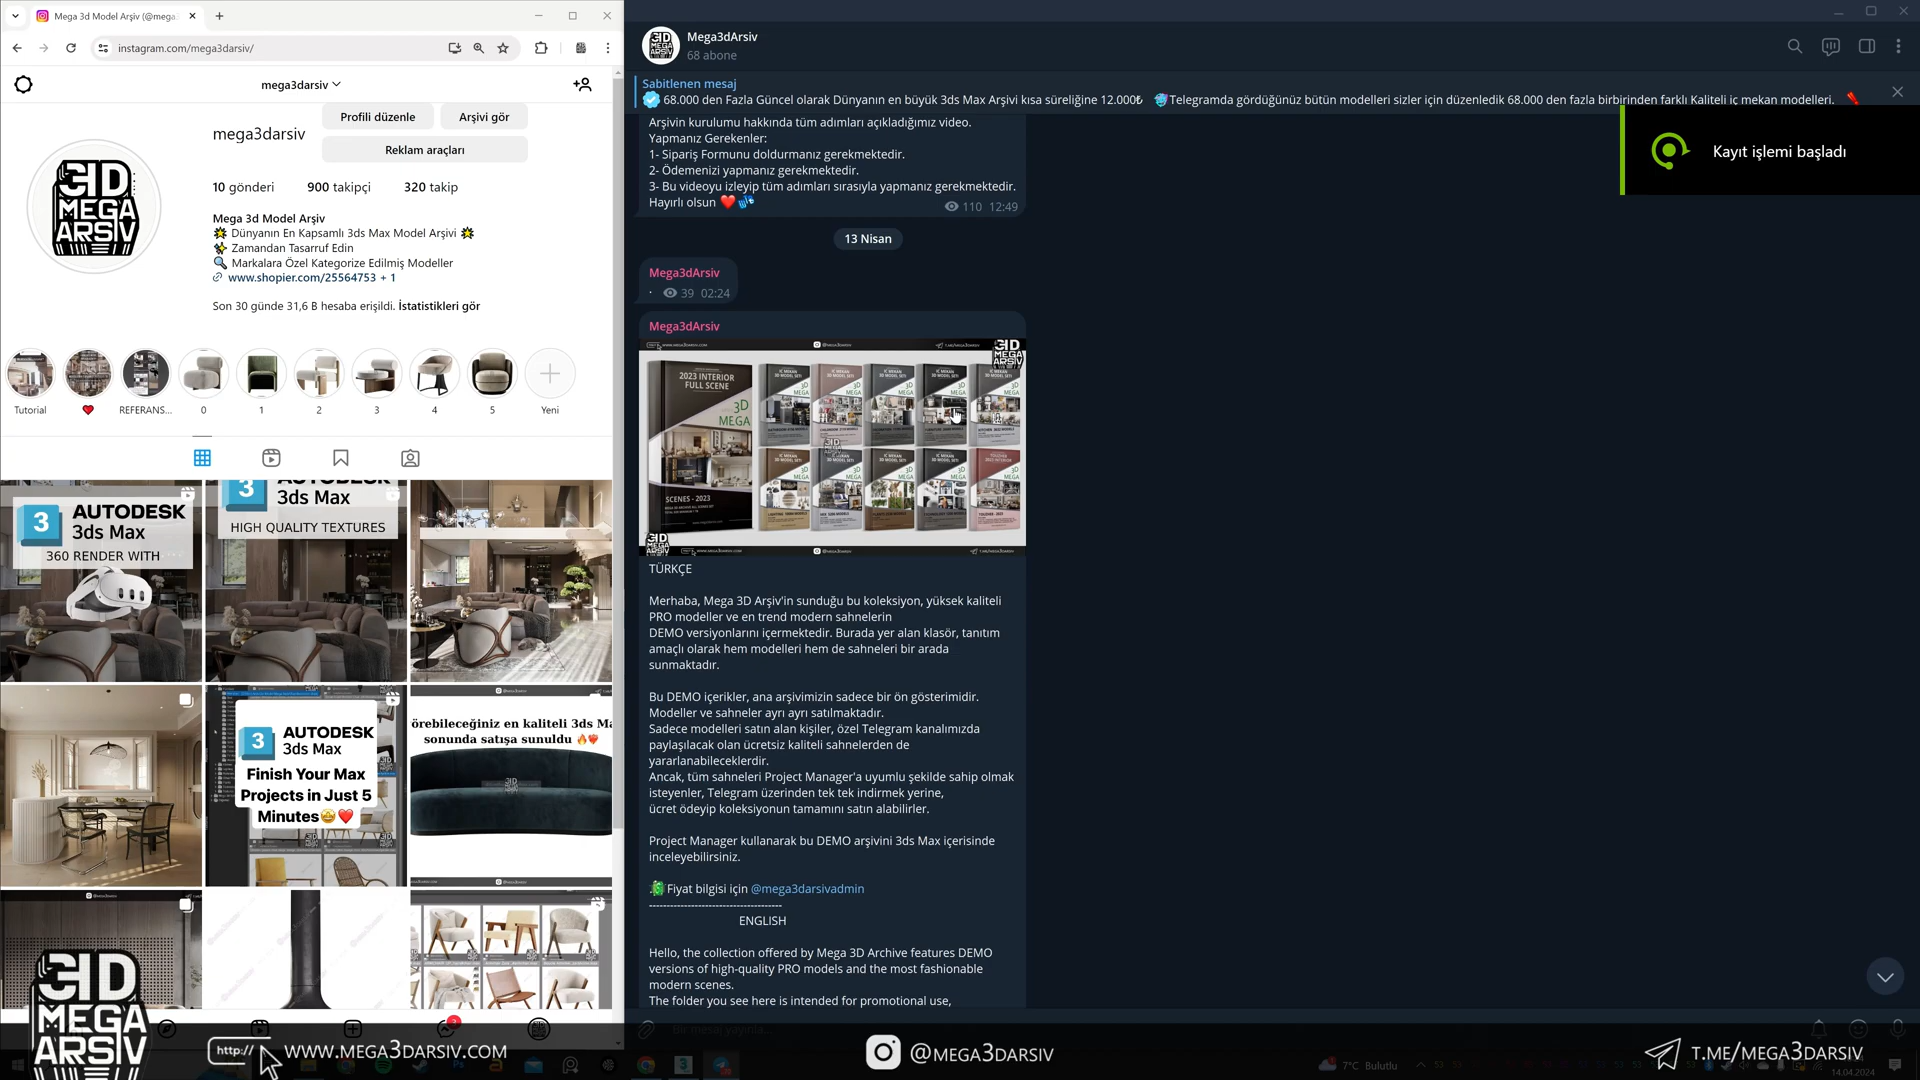 Mega 3d Model Arşiv (@mega
instagram.com/mega3darsiv/
mega3darsiv
mega3darsiv
Profili düzenle
Arşivi gör
Reklam araçları
10 gönderi 900 takipçi 320 takip
Mega 3d Model Arşiv
Dünyanın En Kapsamlı 3ds Max Model Arşivi
Zamandan Tasarruf Edin
Markalara Özel Kategorize Edilmiş Modeller
www.shopier.com/25564753 + 1
Son 30 günde 31,6 B hesaba erişildi. İstatistikleri gör
3D MEGA ARSIV
Tutorial
REFERANS...
0
1
2
3
4
5
Yeni
3 AUTODESK
3ds Max
360 RENDER WITH
3 AUTODESK
3ds Max
HIGH QUALITY TEXTURES
3 AUTODESK
3ds Max
Finish Your Max
Projects in Just 5
Minutes
örebileceğiniz en kaliteli 3ds Ma
sonunda satışa sunuldu
Mega3dArsiv
68 abone
Sabitlenen mesaj
68.000 den Fazla Güncel olarak Dünyanın en büyük 3ds Max Arşivi kısa süreliğine 12.000₺ Telegramda gördüğünüz bütün modelleri sizler için düzenledik 68.000 den fazla birbirinden farklı Kaliteli iç mekan modelleri.
Arşivin kurulumu hakkında tüm adımları açıkladığımız video.
Yapmanız Gerekenler:
1- Sipariş Formunu doldurmanız gerekmektedir.
2- Ödemenizi yapmanız gerekmektedir.
3- Bu videoyu izleyip tüm adımları sırasıyla yapmanız gerekmektedir.
Hayırlı olsun
110 12:49
Kayıt işlemi başladı
13 Nisan
Mega3dArsiv
. 39 02:24
Mega3dArsiv
2023 INTERIOR
FULL SCENE
3D
MEGA
SCENES - 2023
TÜRKÇE
Merhaba, Mega 3D Arşiv'in sunduğu bu koleksiyon, yüksek kaliteli
PRO modeller ve en trend modern sahnelerin
DEMO versiyonlarını içermektedir. Burada yer alan klasör, tanıtım
amaçlı olarak hem modelleri hem de sahneleri bir arada
sunmaktadır.
Bu DEMO içerikler, ana arşivimizin sadece bir ön gösterimidir.
Modeller ve sahneler ayrı ayrı satılmaktadır.
Sadece modelleri satın alan kişiler, özel Telegram kanalımızda
paylaşılacak olan ücretsiz kaliteli sahnelerden de
yararlanabileceklerdir.
Ancak, tüm sahneleri Project Manager'a uyumlu şekilde sahip olmak
isteyenler, Telegram üzerinden tek tek indirmek yerine,
ücret ödeyip koleksiyonun tamamını satın alabilirler.
Project Manager kullanarak bu DEMO arşivini 3ds Max içerisinde
inceleyebilirsiniz.
Fiyat bilgisi için @mega3darsivadmin
--------------------------------------
ENGLISH
Hello, the collection offered by Mega 3D Archive features DEMO
versions of high-quality PRO models and the most fashionable
modern scenes.
The folder you see here is intended for promotional use,
Bir mesaj yayınla...
3D MEGA ARSIV
http://
WWW.MEGA3DARSIV.COM
@MEGA3DARSIV
T.ME/MEGA3DARSIV
7°C Bulutlu
14.04.2024